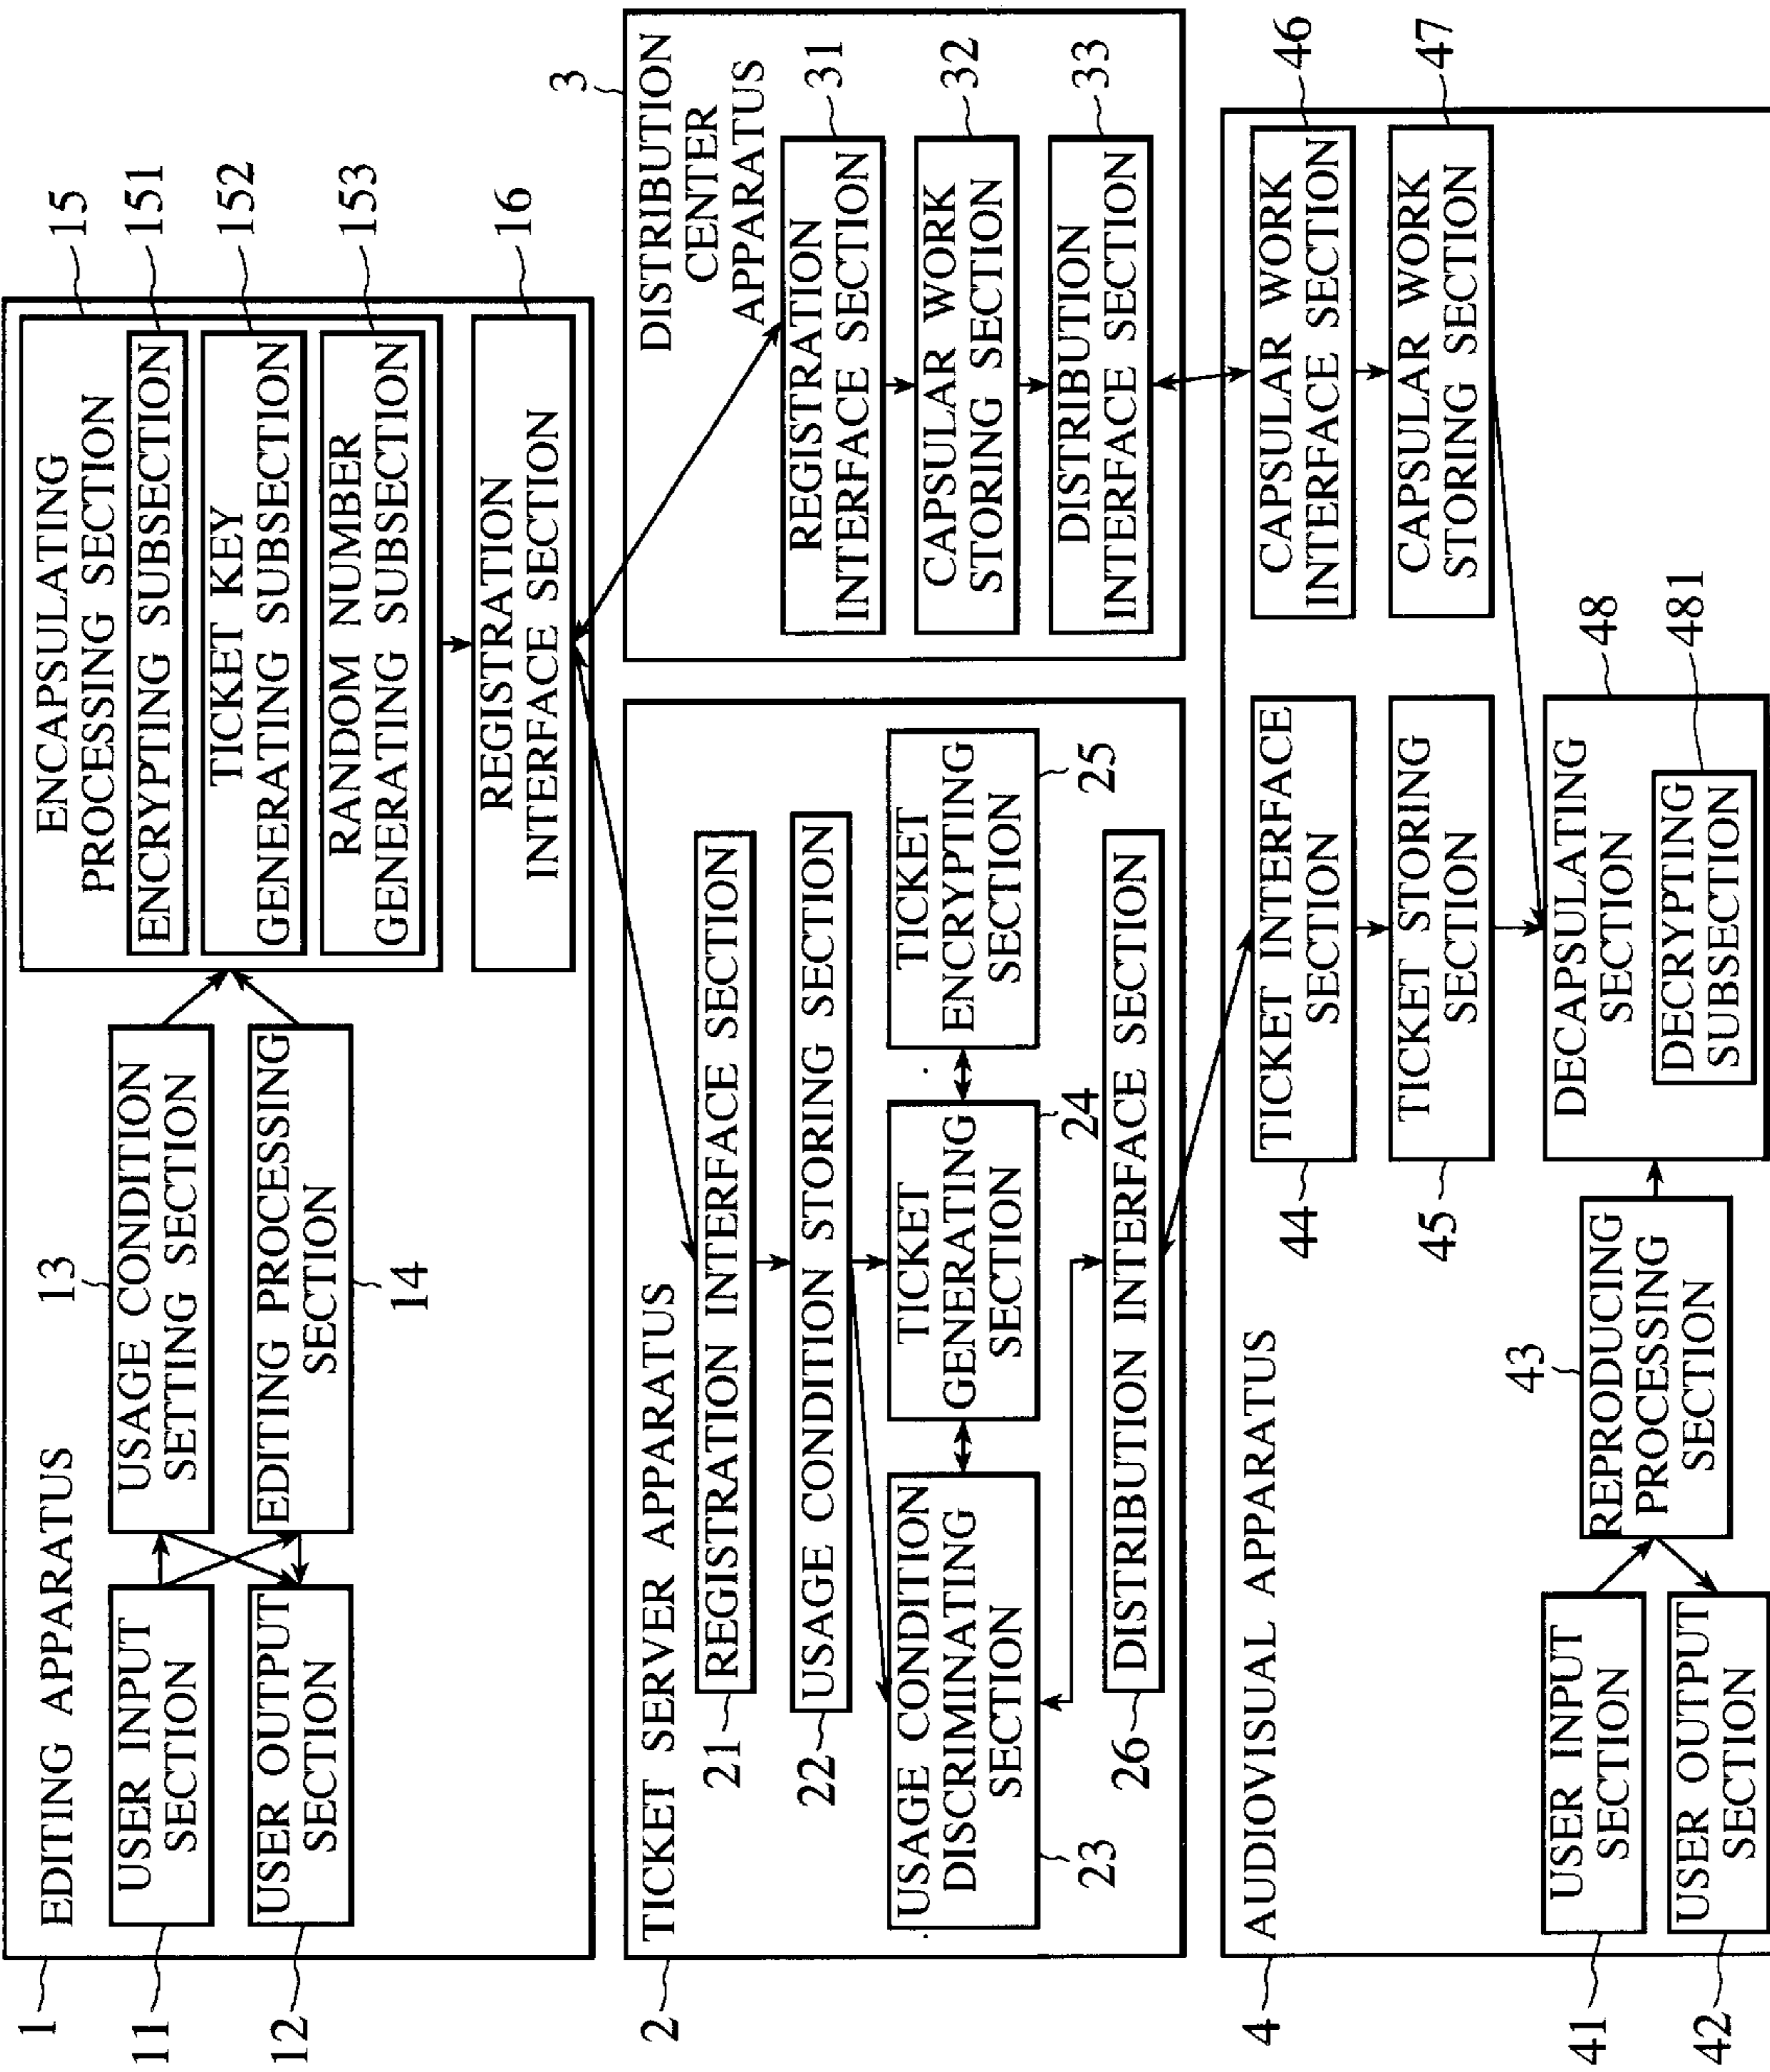 1
EDITING APPARATUS
11
USER INPUT
SECTION
12
USER OUTPUT
SECTION
13
USAGE CONDITION
SETTING SECTION
14
EDITING PROCESSING
SECTION
15
ENCAPSULATING
PROCESSING SECTION
151
ENCRYPTING SUBSECTION
152
TICKET KEY
GENERATING SUBSECTION
153
RANDOM NUMBER
GENERATING SUBSECTION
16
REGISTRATION
INTERFACE SECTION
2
TICKET SERVER APPARATUS
21
REGISTRATION INTERFACE SECTION
22
USAGE CONDITION STORING SECTION
23
USAGE CONDITION
DISCRIMINATING
SECTION
24
TICKET
GENERATING
SECTION
25
TICKET
ENCRYPTING
SECTION
26
DISTRIBUTION INTERFACE SECTION
3
DISTRIBUTION
CENTER
APPARATUS
31
REGISTRATION
INTERFACE SECTION
32
CAPSULAR WORK
STORING SECTION
33
DISTRIBUTION
INTERFACE SECTION
4
AUDIOVISUAL APPARATUS
41
USER INPUT
SECTION
42
USER OUTPUT
SECTION
43
REPRODUCING
PROCESSING
SECTION
44
TICKET INTERFACE
SECTION
45
TICKET STORING
SECTION
46
CAPSULAR WORK
INTERFACE SECTION
47
CAPSULAR WORK
STORING SECTION
48
DECAPSULATING
SECTION
481
DECRYPTING
SUBSECTION